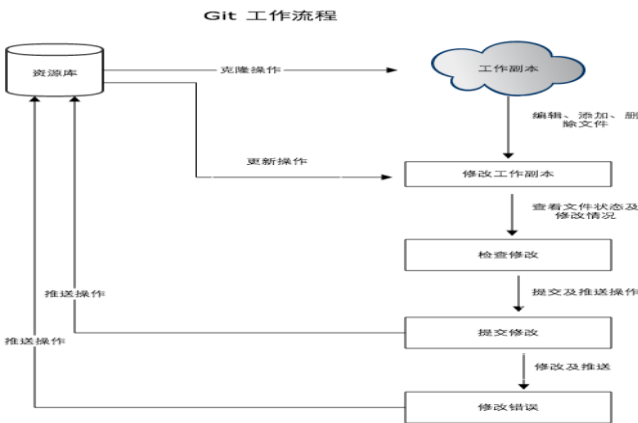 Git 工作流程
资源库
克隆操作
工作副本
编辑、添加、删
除文件
更新操作
修改工作副本
查看文件状态及
修改情况
检查修改
推送操作
提交及推送操作
提交修改
推送操作
修改及推送
修改错误